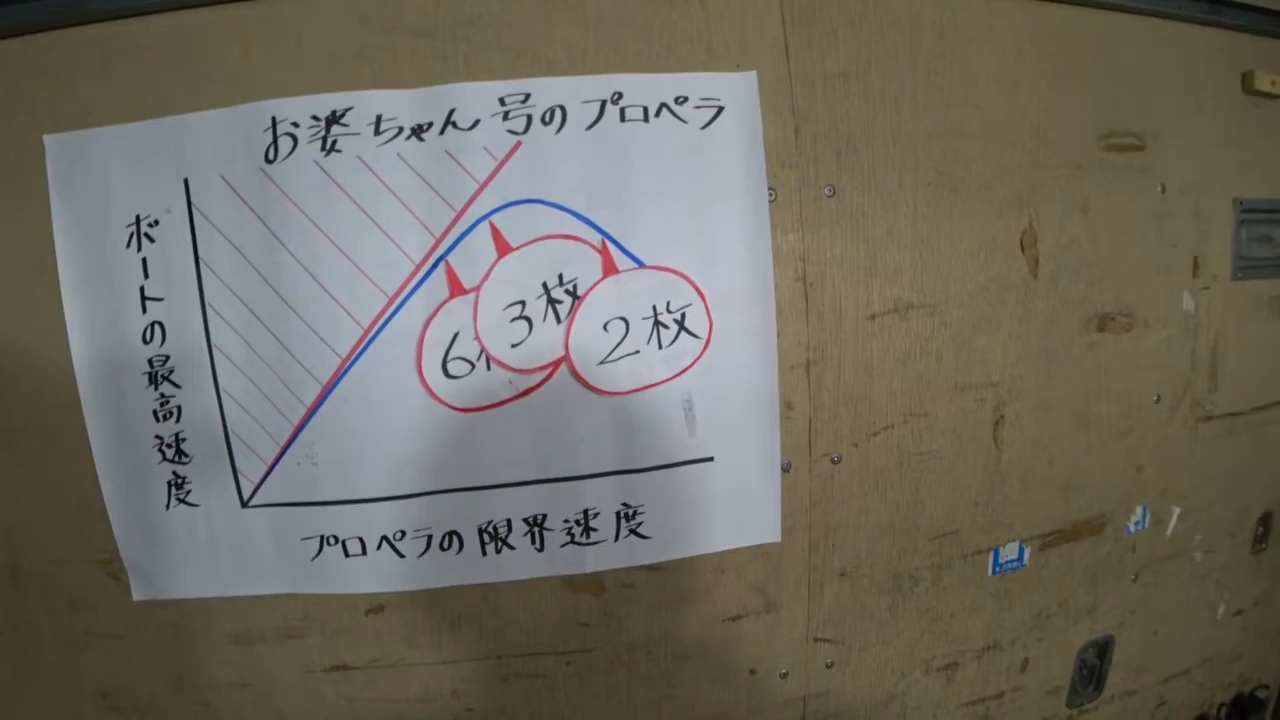 お婆ちゃん号のプロペラ
ボートの最高速度
6
3枚
2枚
プロペラの限界速度